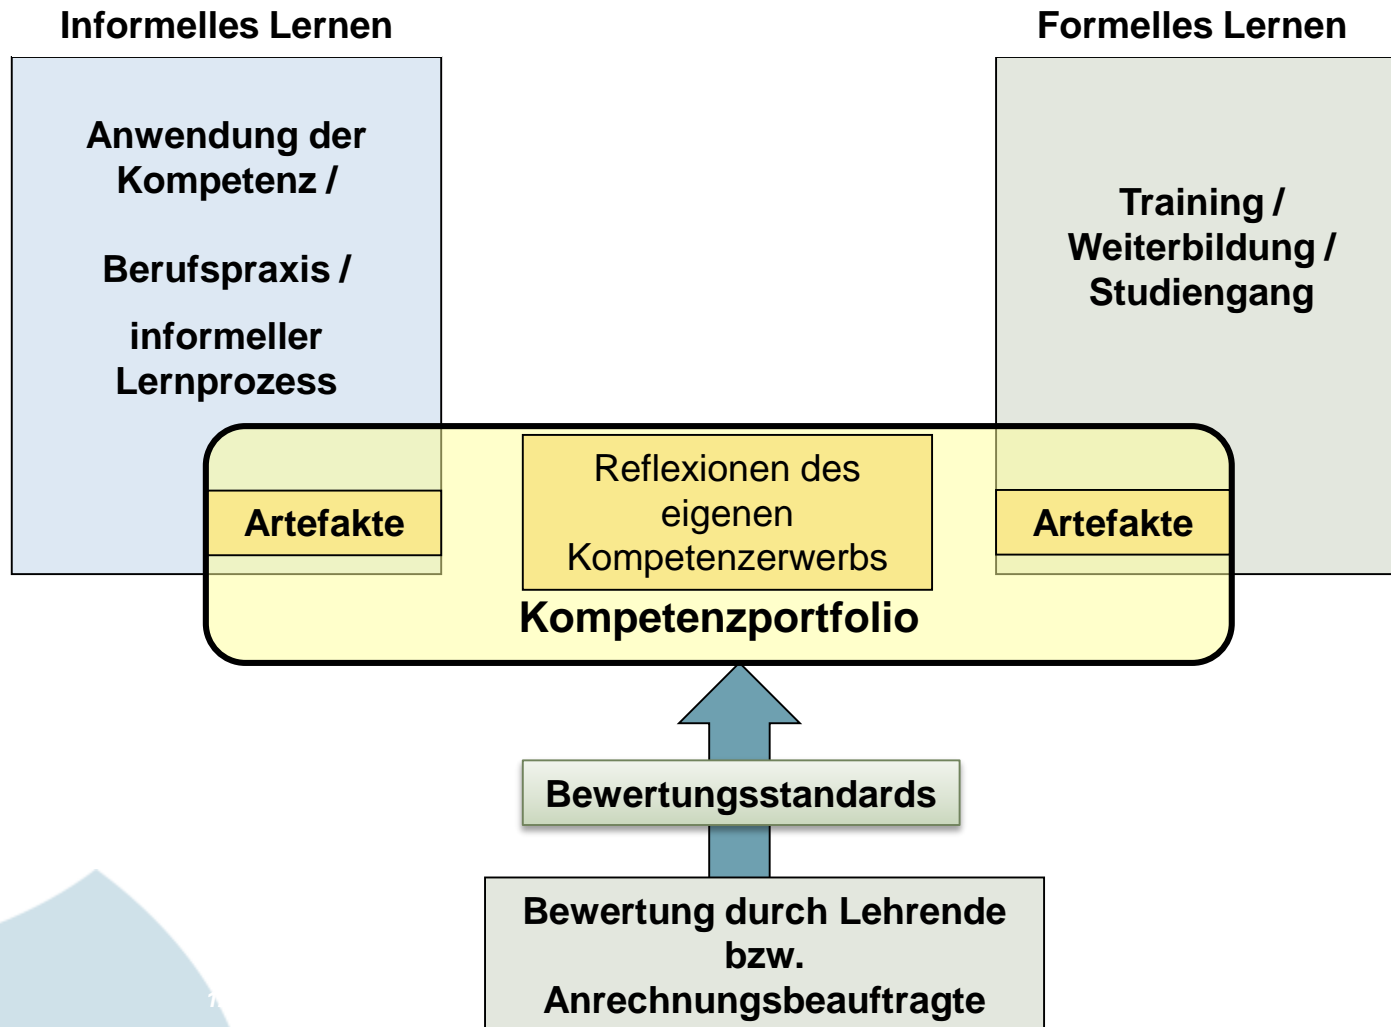 Informelles Lernen
Formelles Lernen
Anwendung der
Kompetenz /
Berufspraxis /
informeller
Lernprozess
Training /
Weiterbildung /
Studiengang
Artefakte
Reflexionen des
eigenen
Kompetenzerwerbs
Artefakte
Kompetenzportfolio
Bewertungsstandards
Bewertung durch Lehrende
bzw.
Anrechnungsbeauftragte